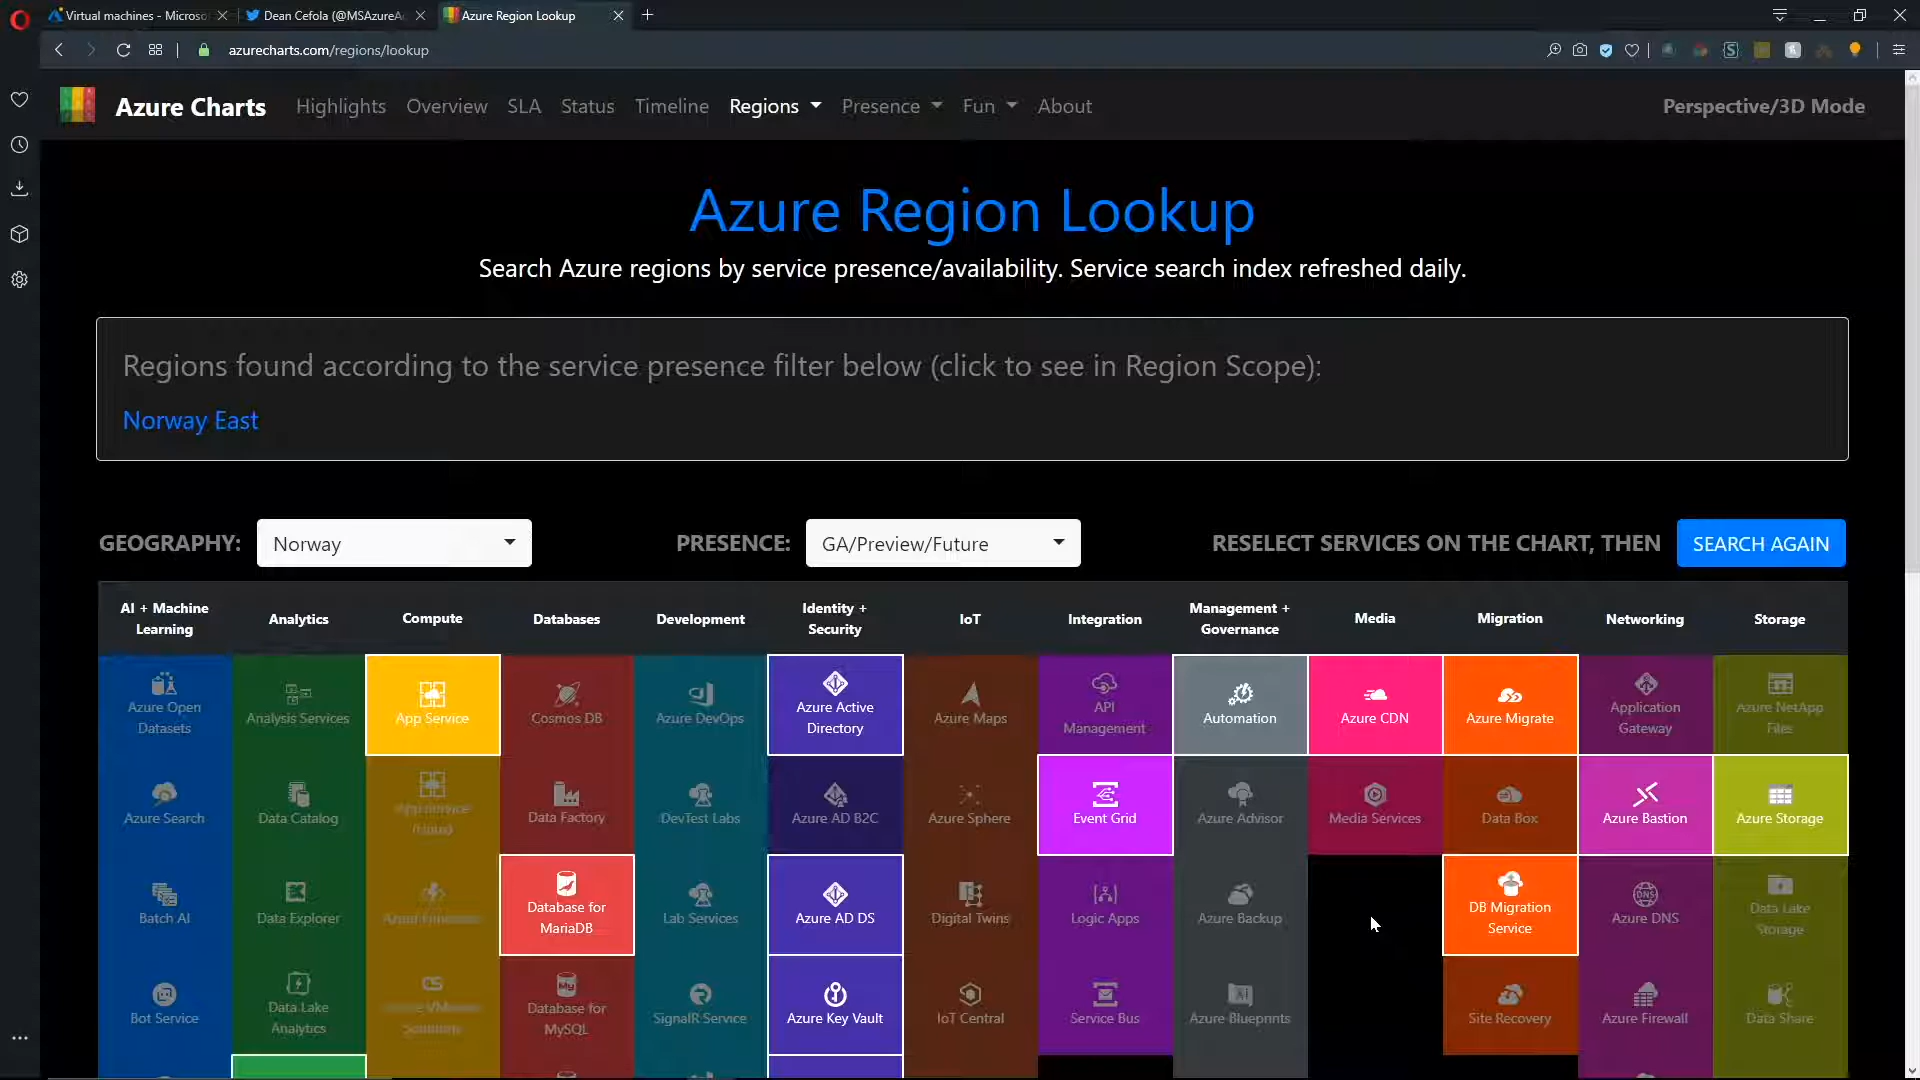 Virtual machines - Microso
Dean Cefola (@MSAzureAc
Azure Region Lookup
azurecharts.com/regions/lookup
Azure Charts
Highlights
Overview
SLA
Status
Timeline
Regions
Presence
Fun
About
Perspective/3D Mode
Azure Region Lookup
Search Azure regions by service presence/availability. Service search index refreshed daily.
Regions found according to the service presence filter below (click to see in Region Scope):
Norway East
GEOGRAPHY:
Norway
PRESENCE:
GA/Preview/Future
RESELECT SERVICES ON THE CHART, THEN
SEARCH AGAIN
AI + Machine
Learning
Analytics
Compute
Databases
Development
Identity +
Security
IoT
Integration
Management +
Governance
Media
Migration
Networking
Storage
Azure Open
Datasets
Analysis Services
App Service
Cosmos DB
Azure DevOps
Azure Active
Directory
Azure Maps
API
Management
Automation
Azure CDN
Azure Migrate
Application
Gateway
Azure NetApp
Files
Azure Search
Data Catalog
App Service
(Linux)
Data Factory
DevTest Labs
Azure AD B2C
Azure Sphere
Event Grid
Azure Advisor
Media Services
Data Box
Azure Bastion
Azure Storage
Batch AI
Data Explorer
Database for
MariaDB
Lab Services
Azure AD DS
Digital Twins
Logic Apps
Azure Backup
DB Migration
Service
Azure DNS
Data Lake
Storage
Bot Service
Data Lake
Analytics
Azure VMware
Solutions
Database for
MySQL
SignalR Service
Azure Key Vault
IoT Central
Service Bus
Azure Blueprints
Site Recovery
Azure Firewall
Data Share